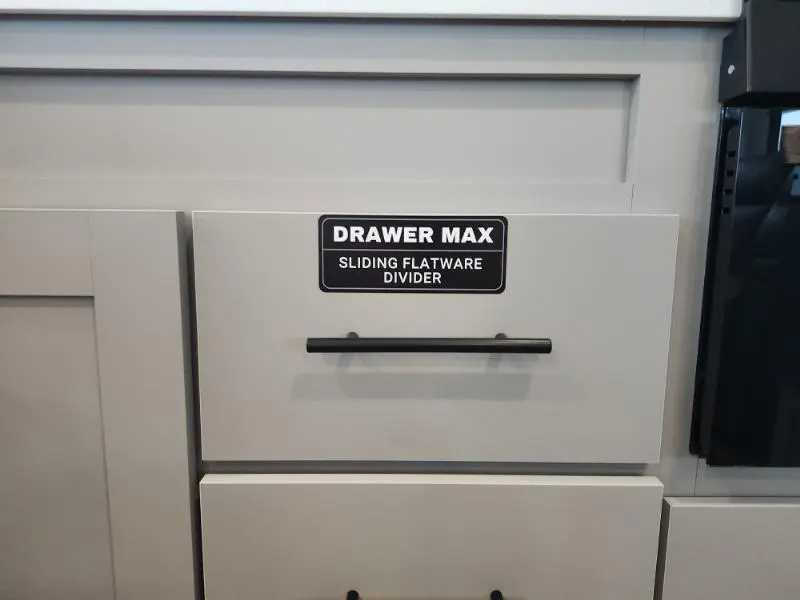 DRAWER MAX
SLIDING FLATWARE
DIVIDER